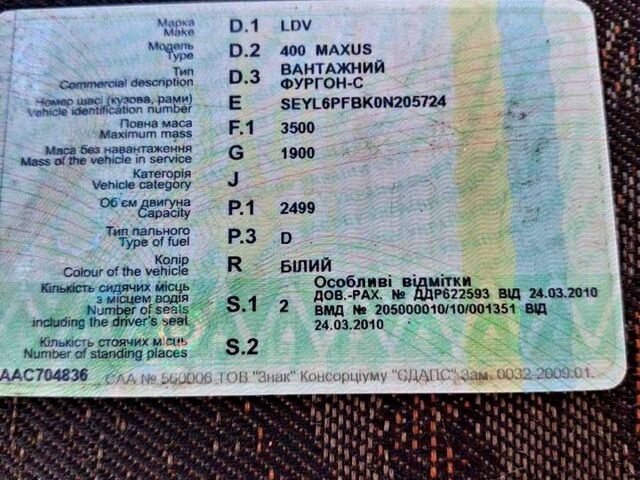 Марка D.1 LDV
Make
Модель D.2 400 MAXUS
Type
Тип D.3 ВАНТАЖНИЙ
Commercial description ФУРГОН-С
Номер шасі (кузова, рами) E SEYL6PFBK0N205724
Vehicle identification number
Повна маса F.1 3500
Maximum mass
Маса без навантаження G 1900
Mass of the vehicle in service
Категорія J
Vehicle category
Об'єм двигуна P.1 2499
Capacity
Тип пального P.3 D
Type of fuel
Колір R БІЛИЙ
Colour of the vehicle
Особливі відмітки
Кількість сидячих місць ДОВ.-РАХ. № ДДР622593 ВІД 24.03.2010
з місцем водія S.1 2 ВМД № 205000010/10/001351 ВІД
Number of seats 24.03.2010
including the driver's seat
Кількість стоячих місць S.2
Number of standing places
ААС704836 САА № 560006 ТОВ "Знак" Консорціуму "ЄДАПС" Зам. 0032-2009.01.